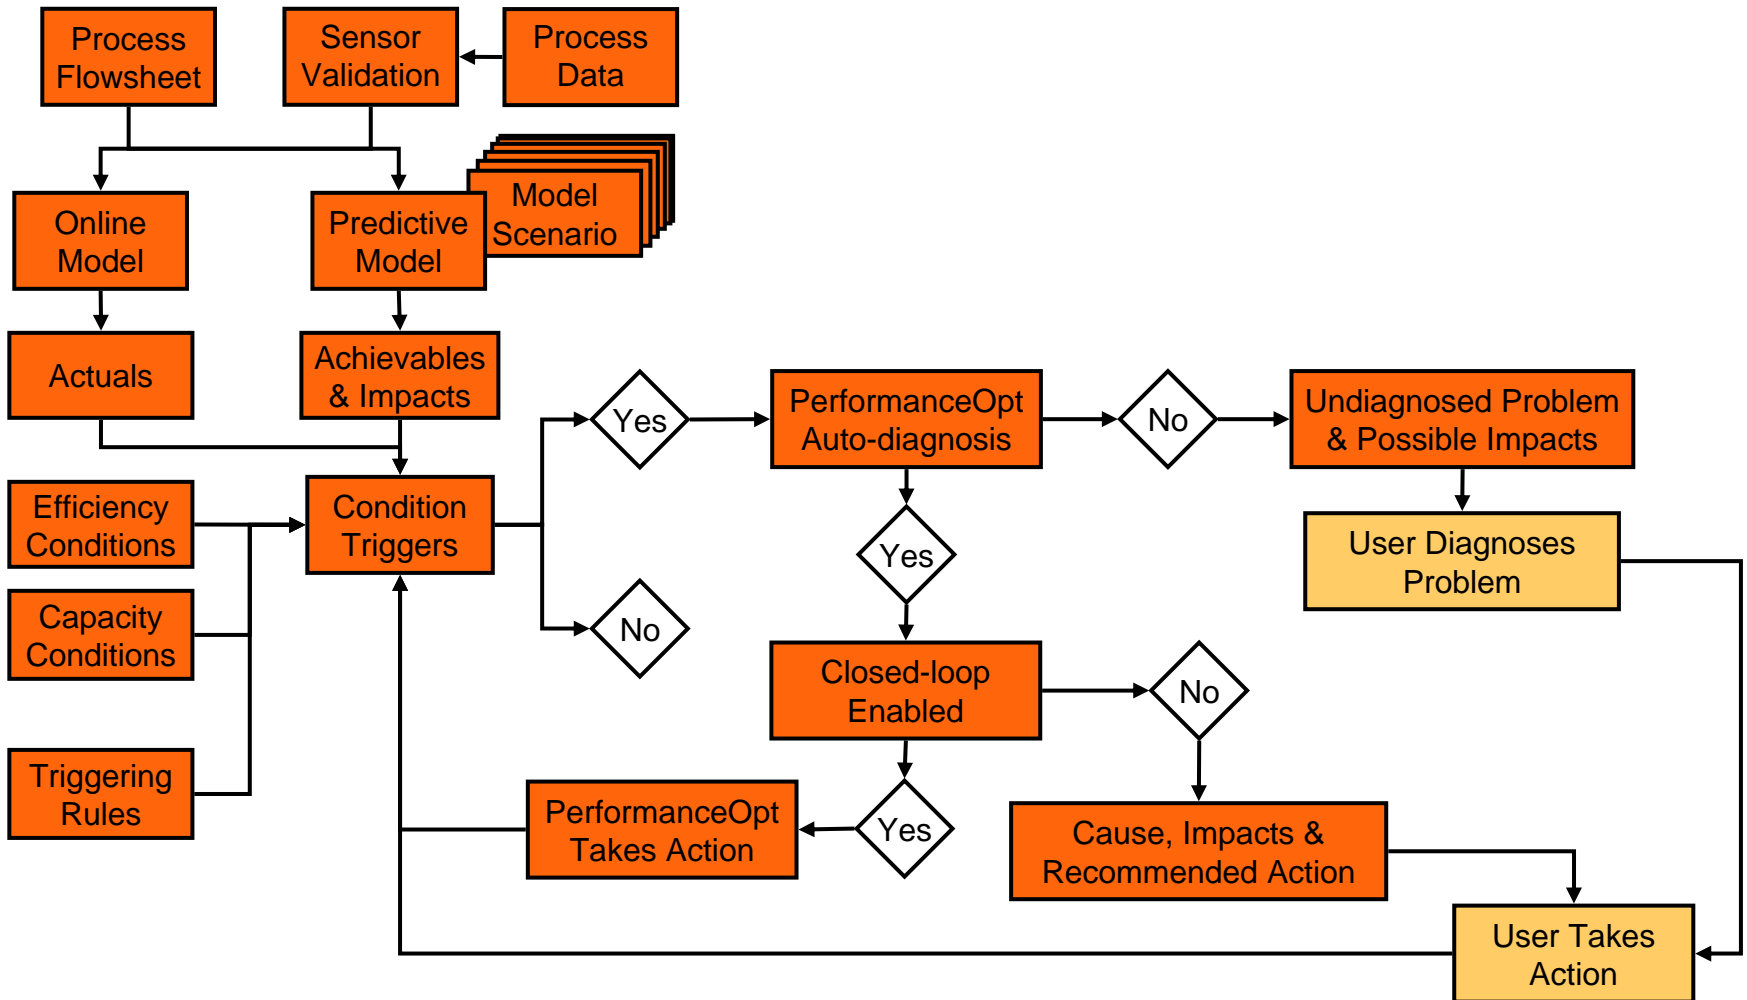 Process
Flowsheet
Sensor
Validation
Process
Data
Online
Model
Predictive
Model
Model
Scenario
Actuals
Achievables
& Impacts
Yes
PerformanceOpt
Auto-diagnosis
No
Undiagnosed Problem
& Possible Impacts
Efficiency
Conditions
Condition
Triggers
Yes
User Diagnoses
Problem
Capacity
Conditions
No
Closed-loop
Enabled
No
Triggering
Rules
PerformanceOpt
Takes Action
Yes
Cause, Impacts &
Recommended Action
User Takes
Action